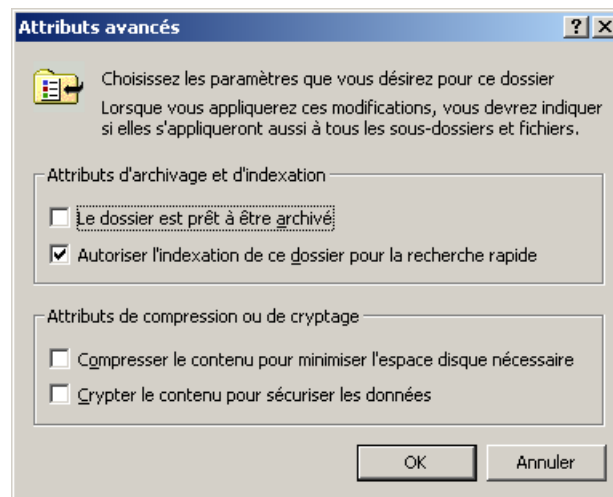 Attributs avancés
Choisissez les paramètres que vous désirez pour ce dossier
Lorsque vous appliquerez ces modifications, vous devrez indiquer
si elles s'appliqueront aussi à tous les sous-dossiers et fichiers.
Attributs d'archivage et d'indexation
Le dossier est prêt à être archivé
Autoriser l'indexation de ce dossier pour la recherche rapide
Attributs de compression ou de cryptage
Compresser le contenu pour minimiser l'espace disque nécessaire
Crypter le contenu pour sécuriser les données
OK
Annuler